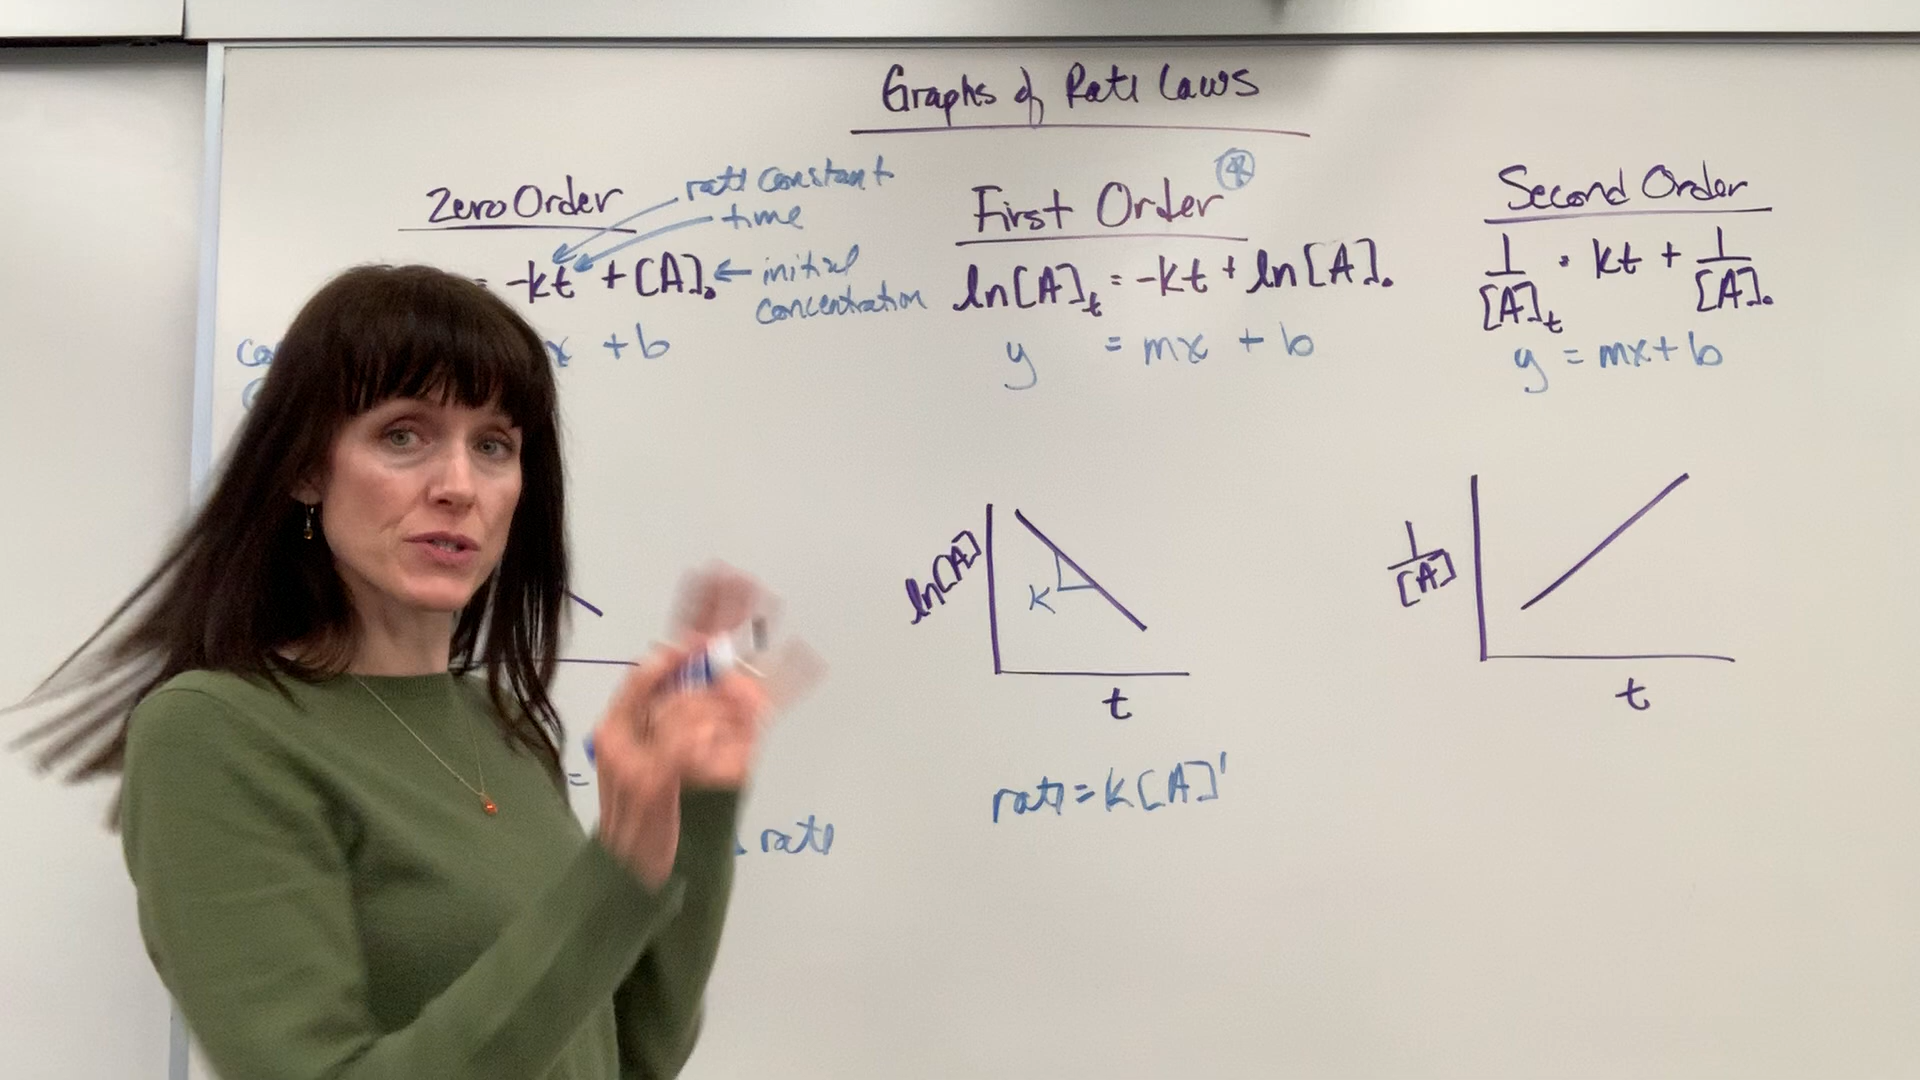 Graphs of Rate Laws
Zero Order
rate constant
time
= -kt + [A]₀ ← initial
concentration
x + b
=
rate
First Order
ln[A]ₜ = -kt + ln[A]₀
y = mx + b
ln[A]
K
t
rate = K[A]¹
Second Order
1/[A]ₜ = kt + 1/[A]₀
y = mx + b
1/[A]
t